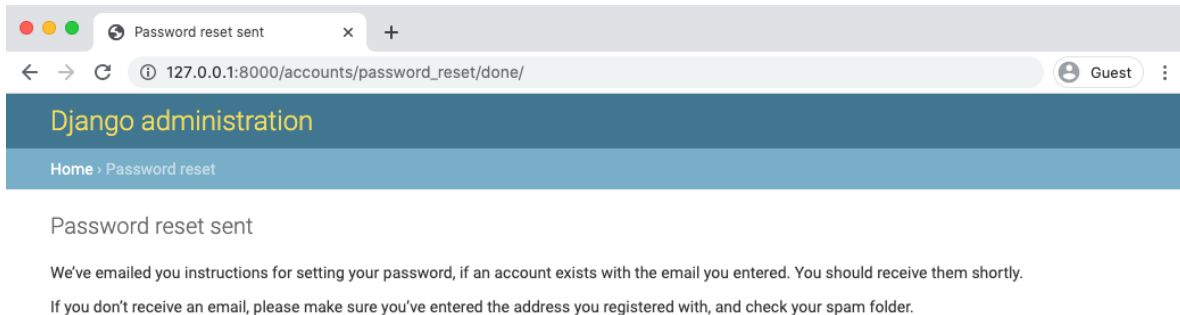 Password reset sent
127.0.0.1:8000/accounts/password_reset/done/
Guest
Django administration
Home › Password reset
Password reset sent
We’ve emailed you instructions for setting your password, if an account exists with the email you entered. You should receive them shortly.
If you don’t receive an email, please make sure you’ve entered the address you registered with, and check your spam folder.